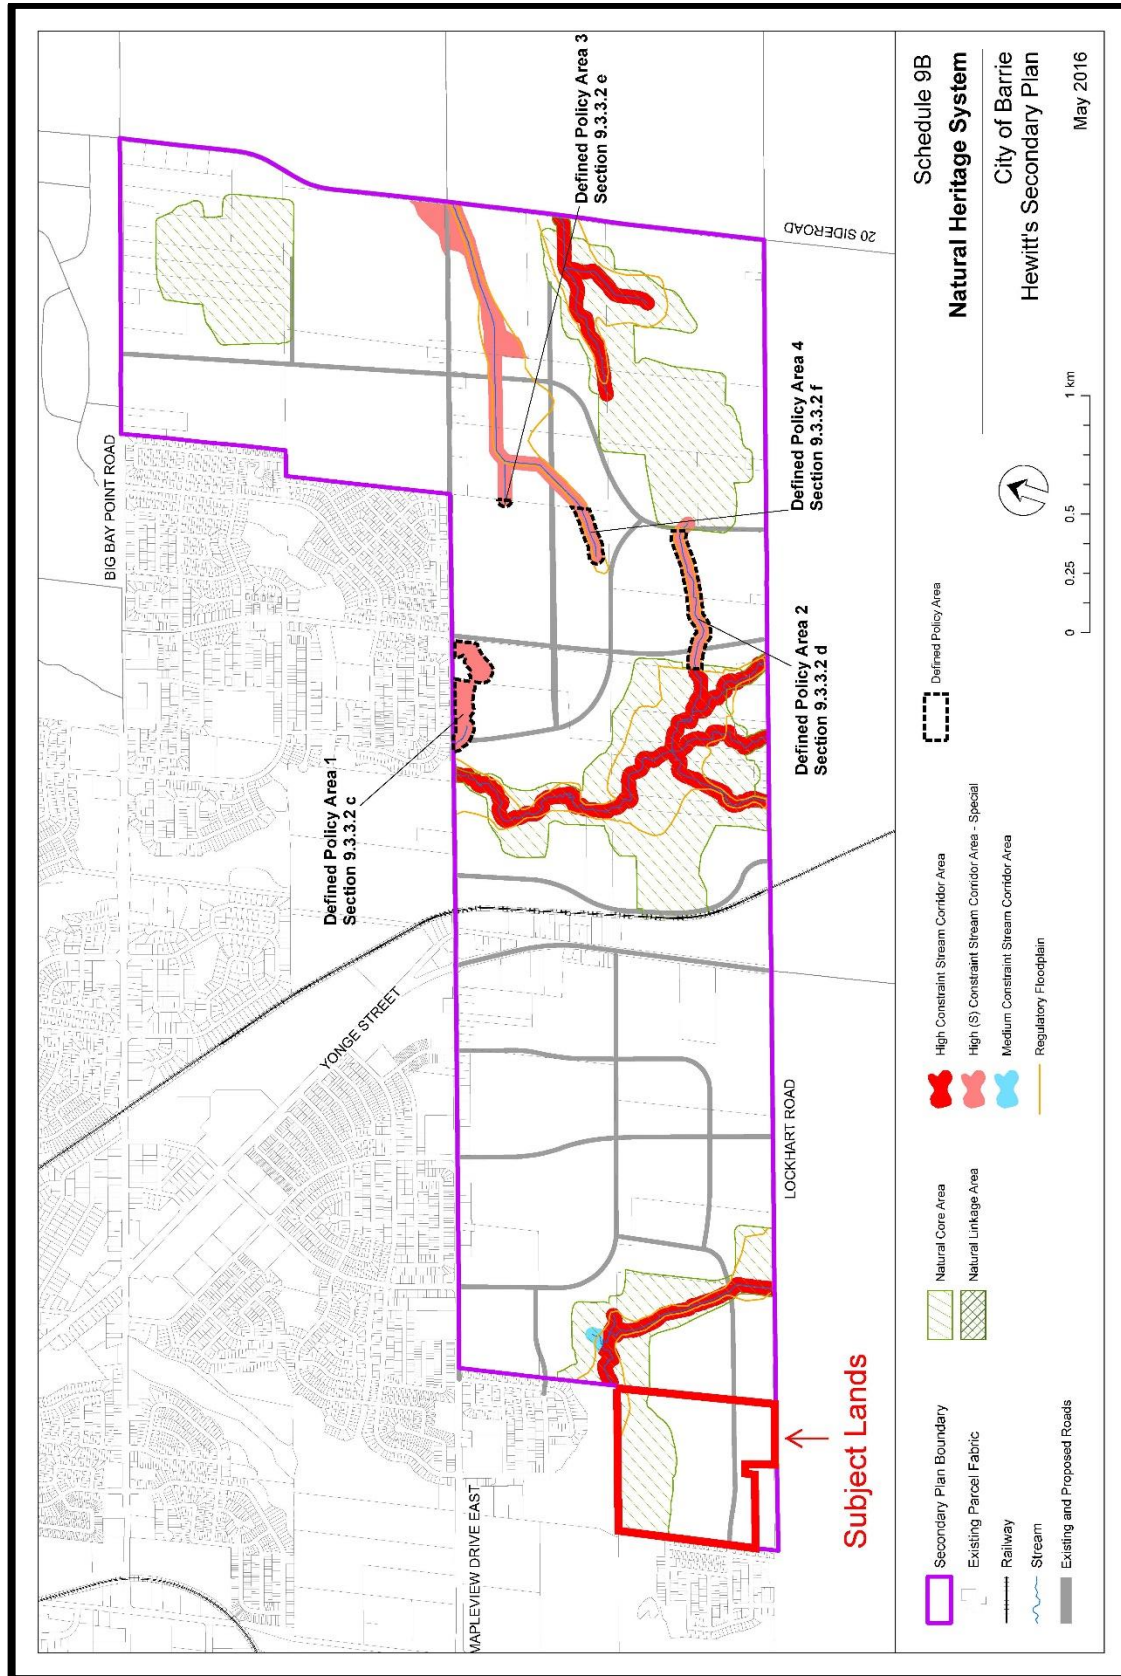 Schedule 9B
Natural Heritage System
City of Barrie
Hewitt's Secondary Plan
May 2016
BIG BAY POINT ROAD
Defined Policy Area 3
Section 9.3.3.2 e
20 SIDEROAD
Defined Policy Area 4
Section 9.3.3.2 f
Defined Policy Area 1
Section 9.3.3.2 c
Defined Policy Area 2
Section 9.3.3.2 d
YONGE STREET
LOCKHART ROAD
MAPLEVIEW DRIVE EAST
Subject Lands
Secondary Plan Boundary
Existing Parcel Fabric
Railway
Stream
Existing and Proposed Roads
Natural Core Area
Natural Linkage Area
High Constraint Stream Corridor Area
High (S) Constraint Stream Corridor Area - Special
Medium Constraint Stream Corridor Area
Regulatory Floodplain
Defined Policy Area
0 0.25 0.5 1 km